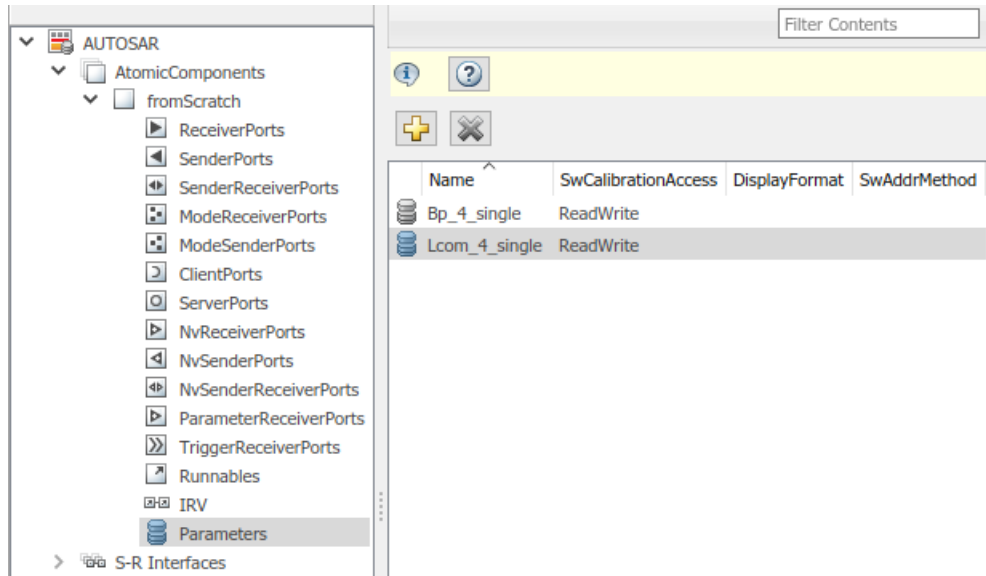 Filter Contents
AUTOSAR
AtomicComponents
fromScratch
ReceiverPorts
SenderPorts
SenderReceiverPorts
ModeReceiverPorts
ModeSenderPorts
ClientPorts
ServerPorts
NvReceiverPorts
NvSenderPorts
NvSenderReceiverPorts
ParameterReceiverPorts
TriggerReceiverPorts
Runnables
IRV
Parameters
S-R Interfaces
Name SwCalibrationAccess DisplayFormat SwAddrMethod
Bp_4_single ReadWrite
Lcom_4_single ReadWrite